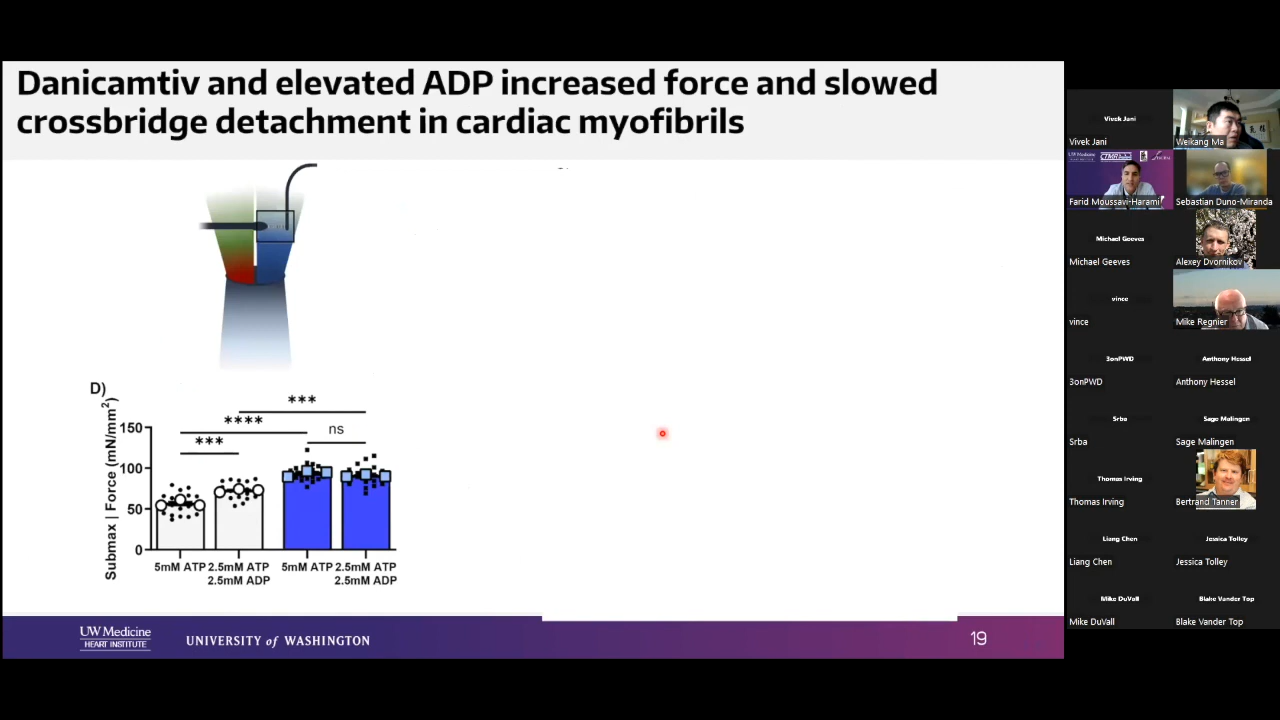 Danicamtiv and elevated ADP increased force and slowed
crossbridge detachment in cardiac myofibrils
D)
Submax | Force (mN/mm²)
150
100
50
0
***
****
***
ns
5mM ATP
2.5mM ATP
2.5mM ADP
5mM ATP
2.5mM ATP
2.5mM ADP
UW Medicine
HEART INSTITUTE
UNIVERSITY of WASHINGTON
19
Vivek Jani
Vivek Jani
Weikang Ma
UW Medicine
Farid Moussavi-Harami
Sebastian Duno-Miranda
Michael Geeves
Michael Geeves
Alexey Dvornikov
vince
vince
Mike Regnier
3onPWD
3onPWD
Anthony Hessel
Anthony Hessel
Srba
Srba
Sage Malingen
Sage Malingen
Thomas Irving
Thomas Irving
Bertrand Tanner
Liang Chen
Liang Chen
Jessica Tolley
Jessica Tolley
Mike DuVall
Mike DuVall
Blake Vander Top
Blake Vander Top